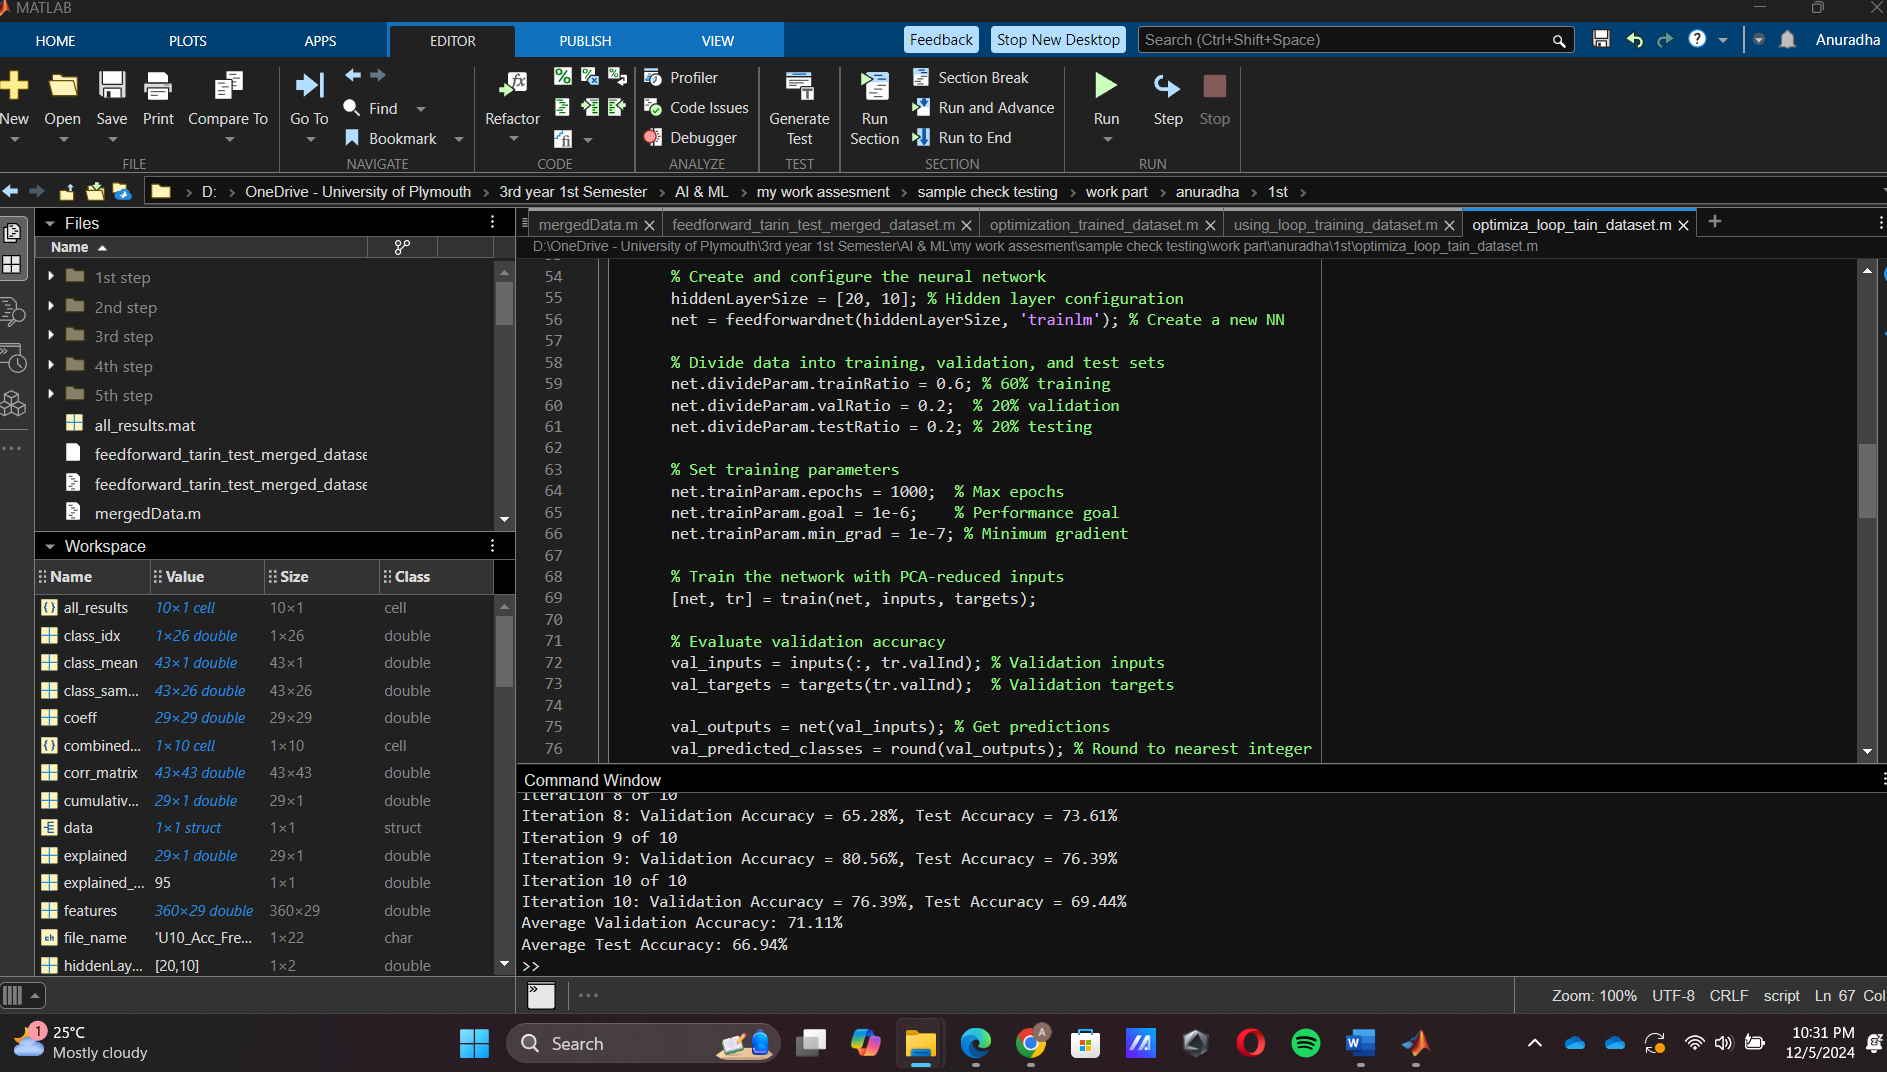 MATLAB
HOME PLOTS APPS EDITOR PUBLISH VIEW Feedback Stop New Desktop Search (Ctrl+Shift+Space) Anuradha
New Open Save Print Compare To Go To Find Bookmark Refactor Profiler Code Issues Debugger Generate Test Run Section Section Break Run and Advance Run to End Run Step Stop
FILE NAVIGATE CODE ANALYZE TEST SECTION RUN
D: › OneDrive - University of Plymouth › 3rd year 1st Semester › AI & ML › my work assesment › sample check testing › work part › anuradha › 1st ›
Files
Name
1st step
2nd step
3rd step
4th step
5th step
all_results.mat
feedforward_tarin_test_merged_datase
feedforward_tarin_test_merged_datase
mergedData.m
Workspace
Name Value Size Class
all_results 10×1 cell 10×1 cell
class_idx 1×26 double 1×26 double
class_mean 43×1 double 43×1 double
class_sam... 43×26 double 43×26 double
coeff 29×29 double 29×29 double
combined... 1×10 cell 1×10 cell
corr_matrix 43×43 double 43×43 double
cumulativ... 29×1 double 29×1 double
data 1×1 struct 1×1 struct
explained 29×1 double 29×1 double
explained_... 95 1×1 double
features 360×29 double 360×29 double
file_name 'U10_Acc_Fre... 1×22 char
hiddenLay... [20,10] 1×2 double
mergedData.m feedforward_tarin_test_merged_dataset.m optimization_trained_dataset.m using_loop_training_dataset.m optimiza_loop_tain_dataset.m
D:\OneDrive - University of Plymouth\3rd year 1st Semester\AI & ML\my work assesment\sample check testing\work part\anuradha\1st\optimiza_loop_tain_dataset.m
54 % Create and configure the neural network
55 hiddenLayerSize = [20, 10]; % Hidden layer configuration
56 net = feedforwardnet(hiddenLayerSize, 'trainlm'); % Create a new NN
57
58 % Divide data into training, validation, and test sets
59 net.divideParam.trainRatio = 0.6; % 60% training
60 net.divideParam.valRatio = 0.2; % 20% validation
61 net.divideParam.testRatio = 0.2; % 20% testing
62
63 % Set training parameters
64 net.trainParam.epochs = 1000; % Max epochs
65 net.trainParam.goal = 1e-6; % Performance goal
66 net.trainParam.min_grad = 1e-7; % Minimum gradient
67
68 % Train the network with PCA-reduced inputs
69 [net, tr] = train(net, inputs, targets);
70
71 % Evaluate validation accuracy
72 val_inputs = inputs(:, tr.valInd); % Validation inputs
73 val_targets = targets(tr.valInd); % Validation targets
74
75 val_outputs = net(val_inputs); % Get predictions
76 val_predicted_classes = round(val_outputs); % Round to nearest integer
Command Window
Iteration 8 of 10
Iteration 8: Validation Accuracy = 65.28%, Test Accuracy = 73.61%
Iteration 9 of 10
Iteration 9: Validation Accuracy = 80.56%, Test Accuracy = 76.39%
Iteration 10 of 10
Iteration 10: Validation Accuracy = 76.39%, Test Accuracy = 69.44%
Average Validation Accuracy: 71.11%
Average Test Accuracy: 66.94%
>>
Zoom: 100% UTF-8 CRLF script Ln 67 Col
1 25°C
Mostly cloudy
Search
10:31 PM
12/5/2024